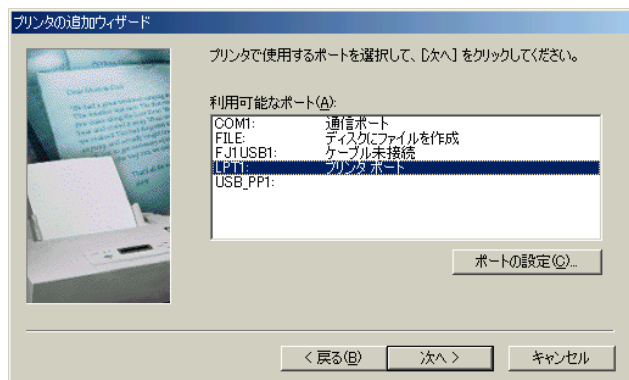 プリンタの追加ウィザード
プリンタで使用するポートを選択して、[次へ] をクリックしてください。
利用可能なポート(A):
COM1: 通信ポート
FILE: ディスクにファイルを作成
FJ1USB1: ケーブル未接続
LPT1: プリンタ ポート
USB_PP1:
ポートの設定(C)...
< 戻る(B)
次へ >
キャンセル